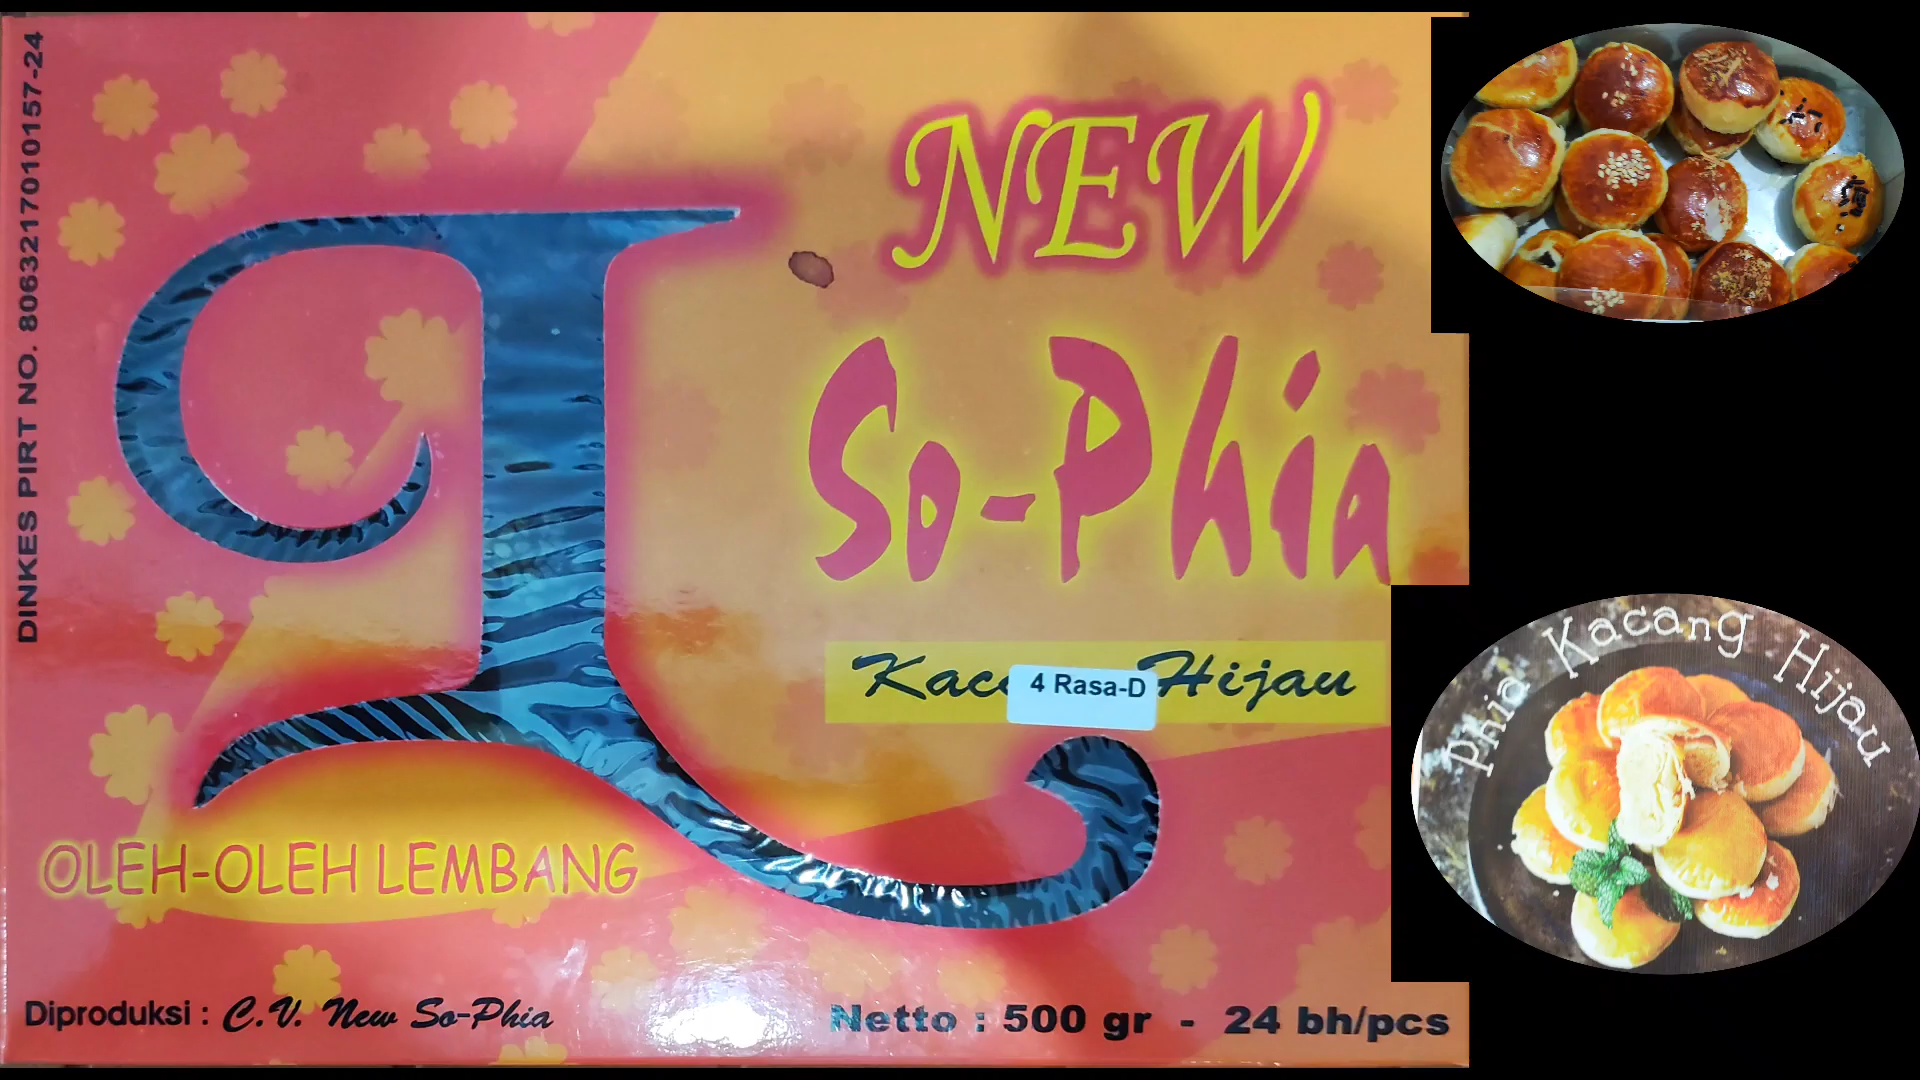 DINKES PIRT NO. 8063217010157-24
NEW
So-Phia
Hijau
4 Rasa-D
OLEH-OLEH LEMBANG
Diproduksi : C.V. New So-Phia
Netto : 500 gr - 24 bh/pcs
Phia Kacang Hijau